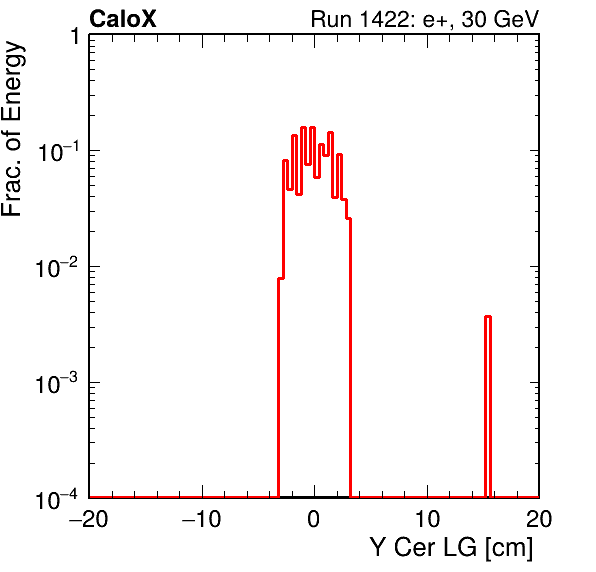 CaloX Run 1422: e+, 30 GeV
Frac. of Energy
1
10⁻¹
10⁻²
10⁻³
10⁻⁴
−20 −10 0 10 20
Y Cer LG [cm]